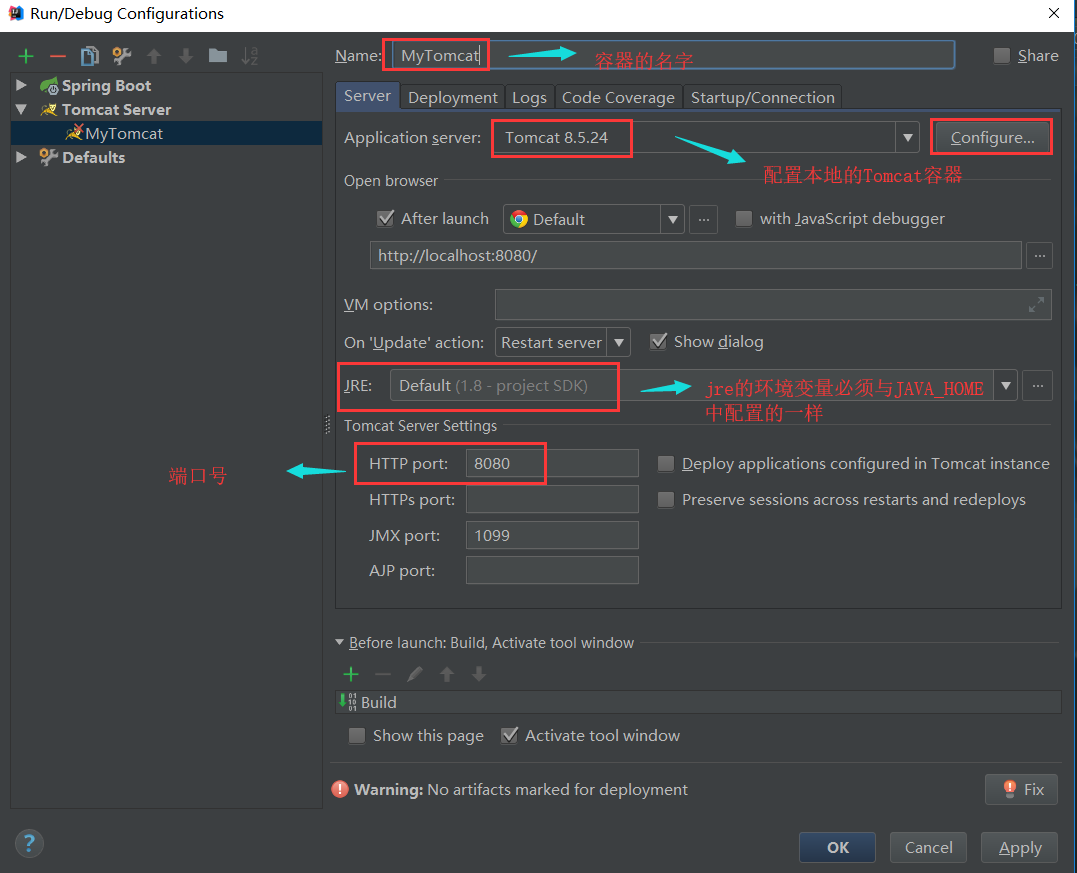 Run/Debug Configurations
Name: MyTomcat 容器的名字 Share
Spring Boot
Tomcat Server
MyTomcat
Defaults
Server Deployment Logs Code Coverage Startup/Connection
Application server: Tomcat 8.5.24 Configure...
配置本地的Tomcat容器
Open browser
After launch Default ... with JavaScript debugger
http://localhost:8080/ ...
VM options:
On 'Update' action: Restart server Show dialog
JRE: Default (1.8 - project SDK) jre的环境变量必须与JAVA_HOME ...
中配置的一样
Tomcat Server Settings
端口号
HTTP port: 8080 Deploy applications configured in Tomcat instance
HTTPs port: Preserve sessions across restarts and redeploys
JMX port: 1099
AJP port:
Before launch: Build, Activate tool window
Build
Show this page Activate tool window
Warning: No artifacts marked for deployment Fix
? OK Cancel Apply